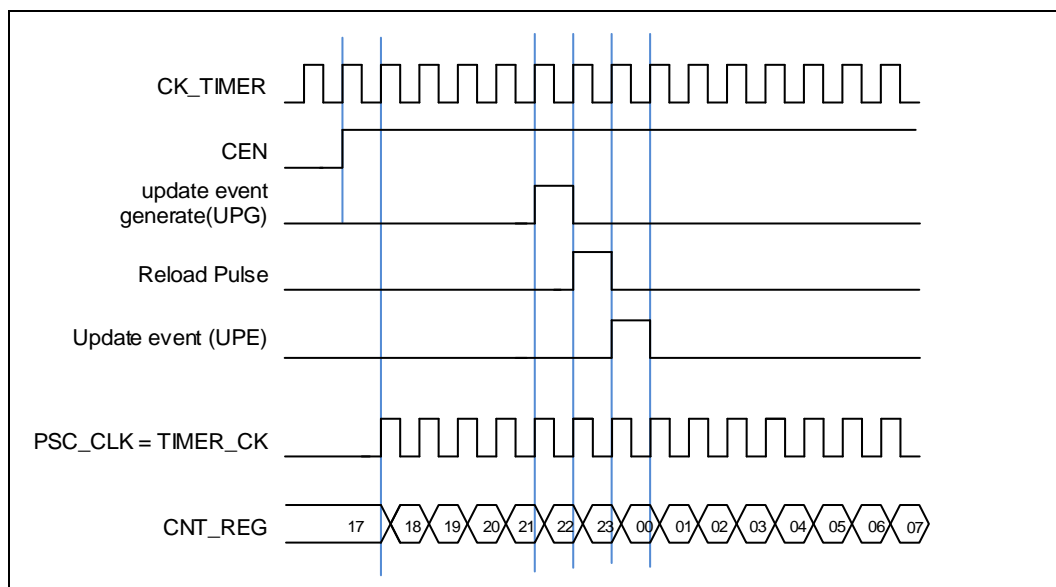 CK_TIMER
CEN
update event
generate(UPG)
Reload Pulse
Update event (UPE)
PSC_CLK = TIMER_CK
CNT_REG 17 18 19 20 21 22 23 00 01 02 03 04 05 06 07